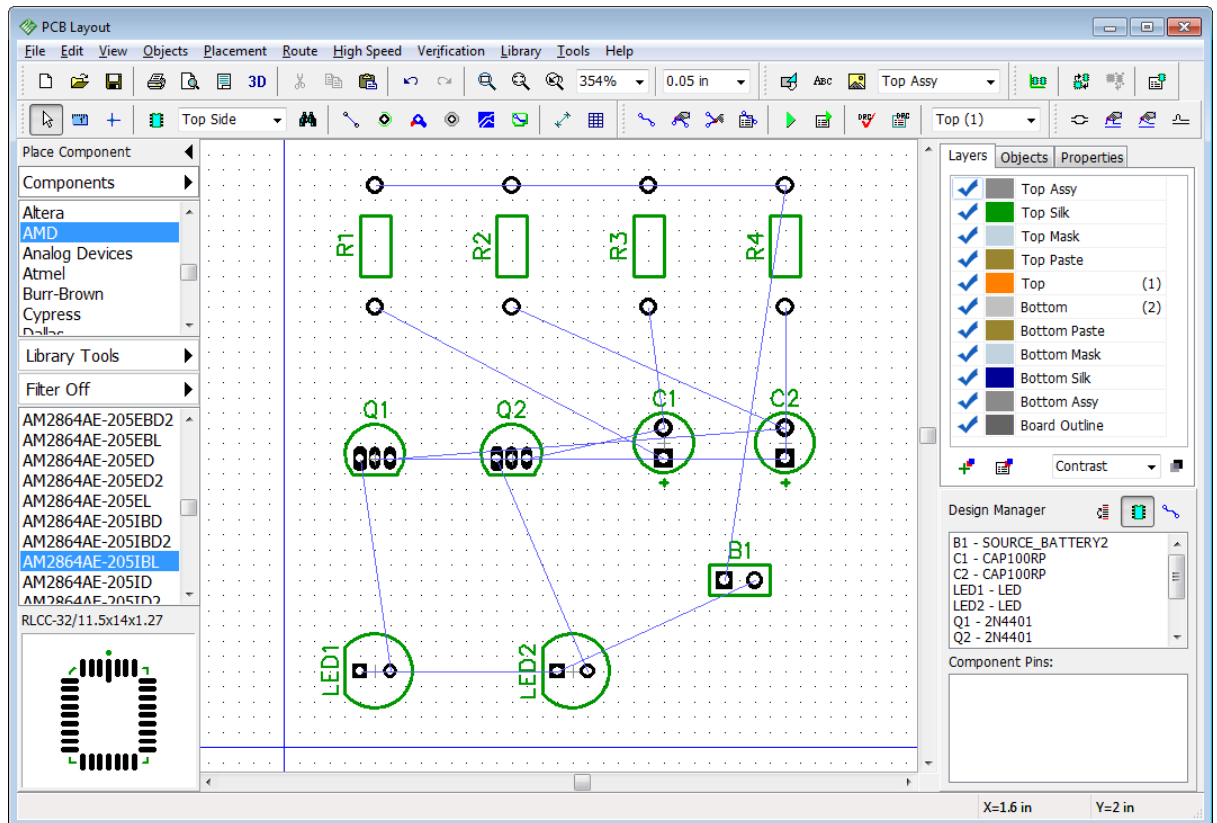 PCB Layout
File Edit View Objects Placement Route High Speed Verification Library Tools Help
3D 354% 0.05 in ABC Top Assy
Top Side DRC DRC Top (1)
Place Component
Components
Altera
AMD
Analog Devices
Atmel
Burr-Brown
Cypress
Dallas
Library Tools
Filter Off
AM2864AE-205EBD2
AM2864AE-205EBL
AM2864AE-205ED
AM2864AE-205ED2
AM2864AE-205EL
AM2864AE-205IBD
AM2864AE-205IBD2
AM2864AE-205IBL
AM2864AE-205ID
AM2864AE-205ID2
RLCC-32/11.5x14x1.27
R1 R2 R3 R4
Q1 Q2 C1 C2
+ +
B1
LED1 LED2
Layers Objects Properties
Top Assy
Top Silk
Top Mask
Top Paste
Top (1)
Bottom (2)
Bottom Paste
Bottom Mask
Bottom Silk
Bottom Assy
Board Outline
Contrast
Design Manager
B1 - SOURCE_BATTERY2
C1 - CAP100RP
C2 - CAP100RP
LED1 - LED
LED2 - LED
Q1 - 2N4401
Q2 - 2N4401
Component Pins:
X=1.6 in Y=2 in